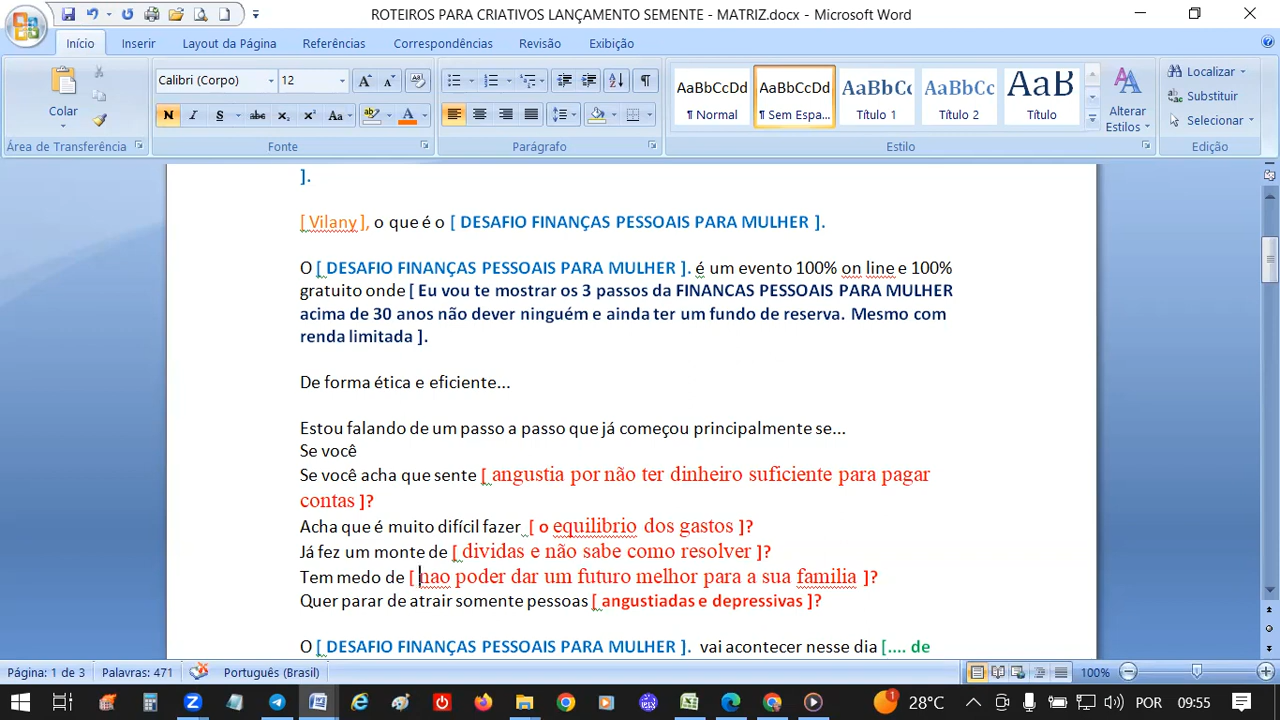 ROTEIROS PARA CRIATIVOS LANÇAMENTO SEMENTE - MATRIZ.docx - Microsoft Word
Início Inserir Layout da Página Referências Correspondências Revisão Exibição
Colar
Calibri (Corpo) 12
N I S abc x₂ x² Aa
AaBbCcDd AaBbCcDd AaBbCc AaBbCc AaB
¶ Normal ¶ Sem Espa... Título 1 Título 2 Título
Alterar Estilos
Localizar
Substituir
Selecionar
Área de Transferência Fonte Parágrafo Estilo Edição
].
[ Vilany ], o que é o [ DESAFIO FINANÇAS PESSOAIS PARA MULHER ].
O [ DESAFIO FINANÇAS PESSOAIS PARA MULHER ]. é um evento 100% on line e 100%
gratuito onde [ Eu vou te mostrar os 3 passos da FINANCAS PESSOAIS PARA MULHER
acima de 30 anos não dever ninguém e ainda ter um fundo de reserva. Mesmo com
renda limitada ].
De forma ética e eficiente...
Estou falando de um passo a passo que já começou principalmente se...
Se você
Se você acha que sente [ angustia por não ter dinheiro suficiente para pagar
contas ]?
Acha que é muito difícil fazer [ o equilibrio dos gastos ]?
Já fez um monte de [ dividas e não sabe como resolver ]?
Tem medo de [ nao poder dar um futuro melhor para a sua familia ]?
Quer parar de atrair somente pessoas [ angustiadas e depressivas ]?
O [ DESAFIO FINANÇAS PESSOAIS PARA MULHER ]. vai acontecer nesse dia [.... de
Página: 1 de 3 Palavras: 471 Português (Brasil) 100%
1 28°C POR 09:55